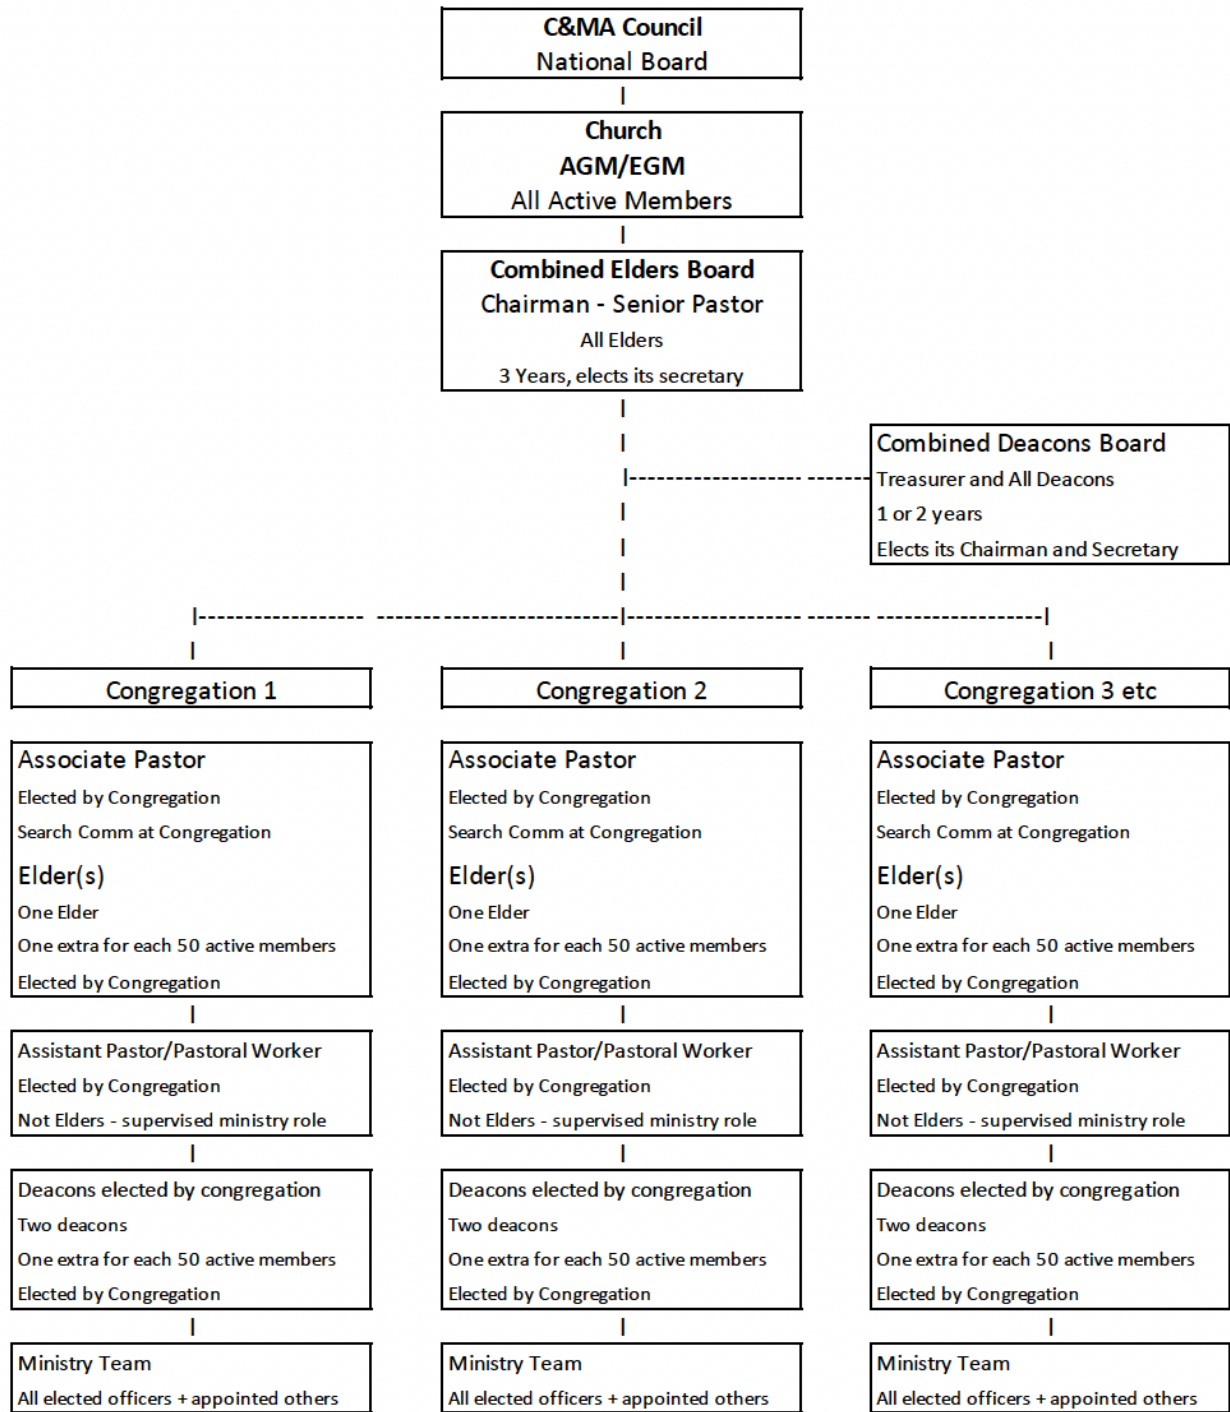 C&MA Council
National Board
Church
AGM/EGM
All Active Members
Combined Elders Board
Chairman - Senior Pastor
All Elders
3 Years, elects its secretary
Combined Deacons Board
Treasurer and All Deacons
1 or 2 years
Elects its Chairman and Secretary
Congregation 1
Congregation 2
Congregation 3 etc
Associate Pastor
Elected by Congregation
Search Comm at Congregation
Elder(s)
One Elder
One extra for each 50 active members
Elected by Congregation
Associate Pastor
Elected by Congregation
Search Comm at Congregation
Elder(s)
One Elder
One extra for each 50 active members
Elected by Congregation
Associate Pastor
Elected by Congregation
Search Comm at Congregation
Elder(s)
One Elder
One extra for each 50 active members
Elected by Congregation
Assistant Pastor/Pastoral Worker
Elected by Congregation
Not Elders - supervised ministry role
Assistant Pastor/Pastoral Worker
Elected by Congregation
Not Elders - supervised ministry role
Assistant Pastor/Pastoral Worker
Elected by Congregation
Not Elders - supervised ministry role
Deacons elected by congregation
Two deacons
One extra for each 50 active members
Elected by Congregation
Deacons elected by congregation
Two deacons
One extra for each 50 active members
Elected by Congregation
Deacons elected by congregation
Two deacons
One extra for each 50 active members
Elected by Congregation
Ministry Team
All elected officers + appointed others
Ministry Team
All elected officers + appointed others
Ministry Team
All elected officers + appointed others